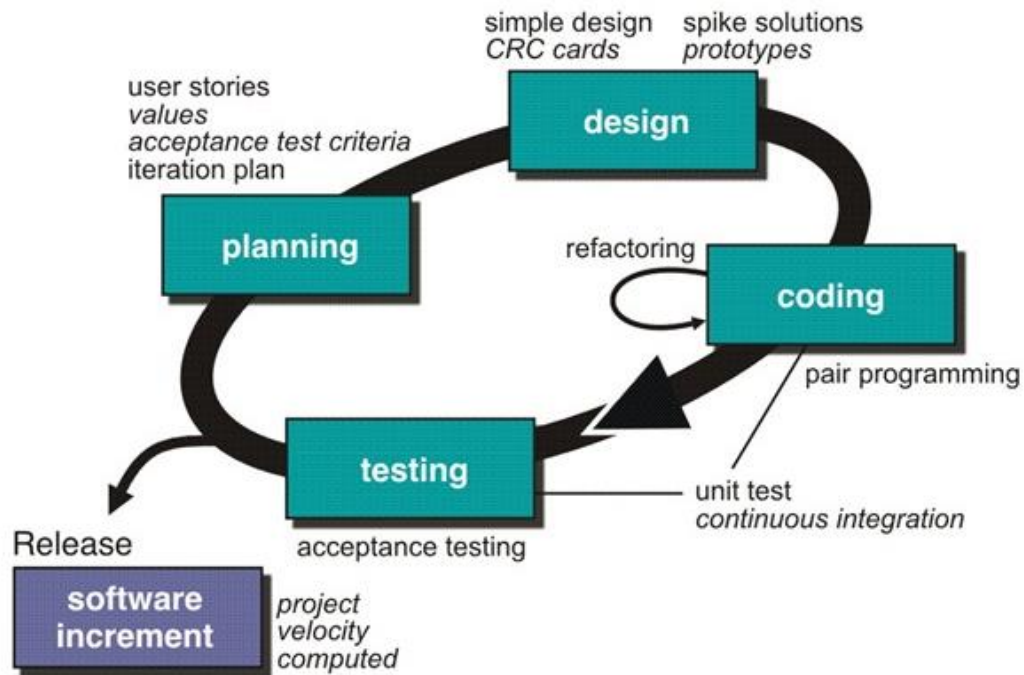 simple design
CRC cards
spike solutions
prototypes
user stories
values
acceptance test criteria
iteration plan
design
planning
refactoring
coding
pair programming
testing
unit test
continuous integration
acceptance testing
Release
software
increment
project
velocity
computed